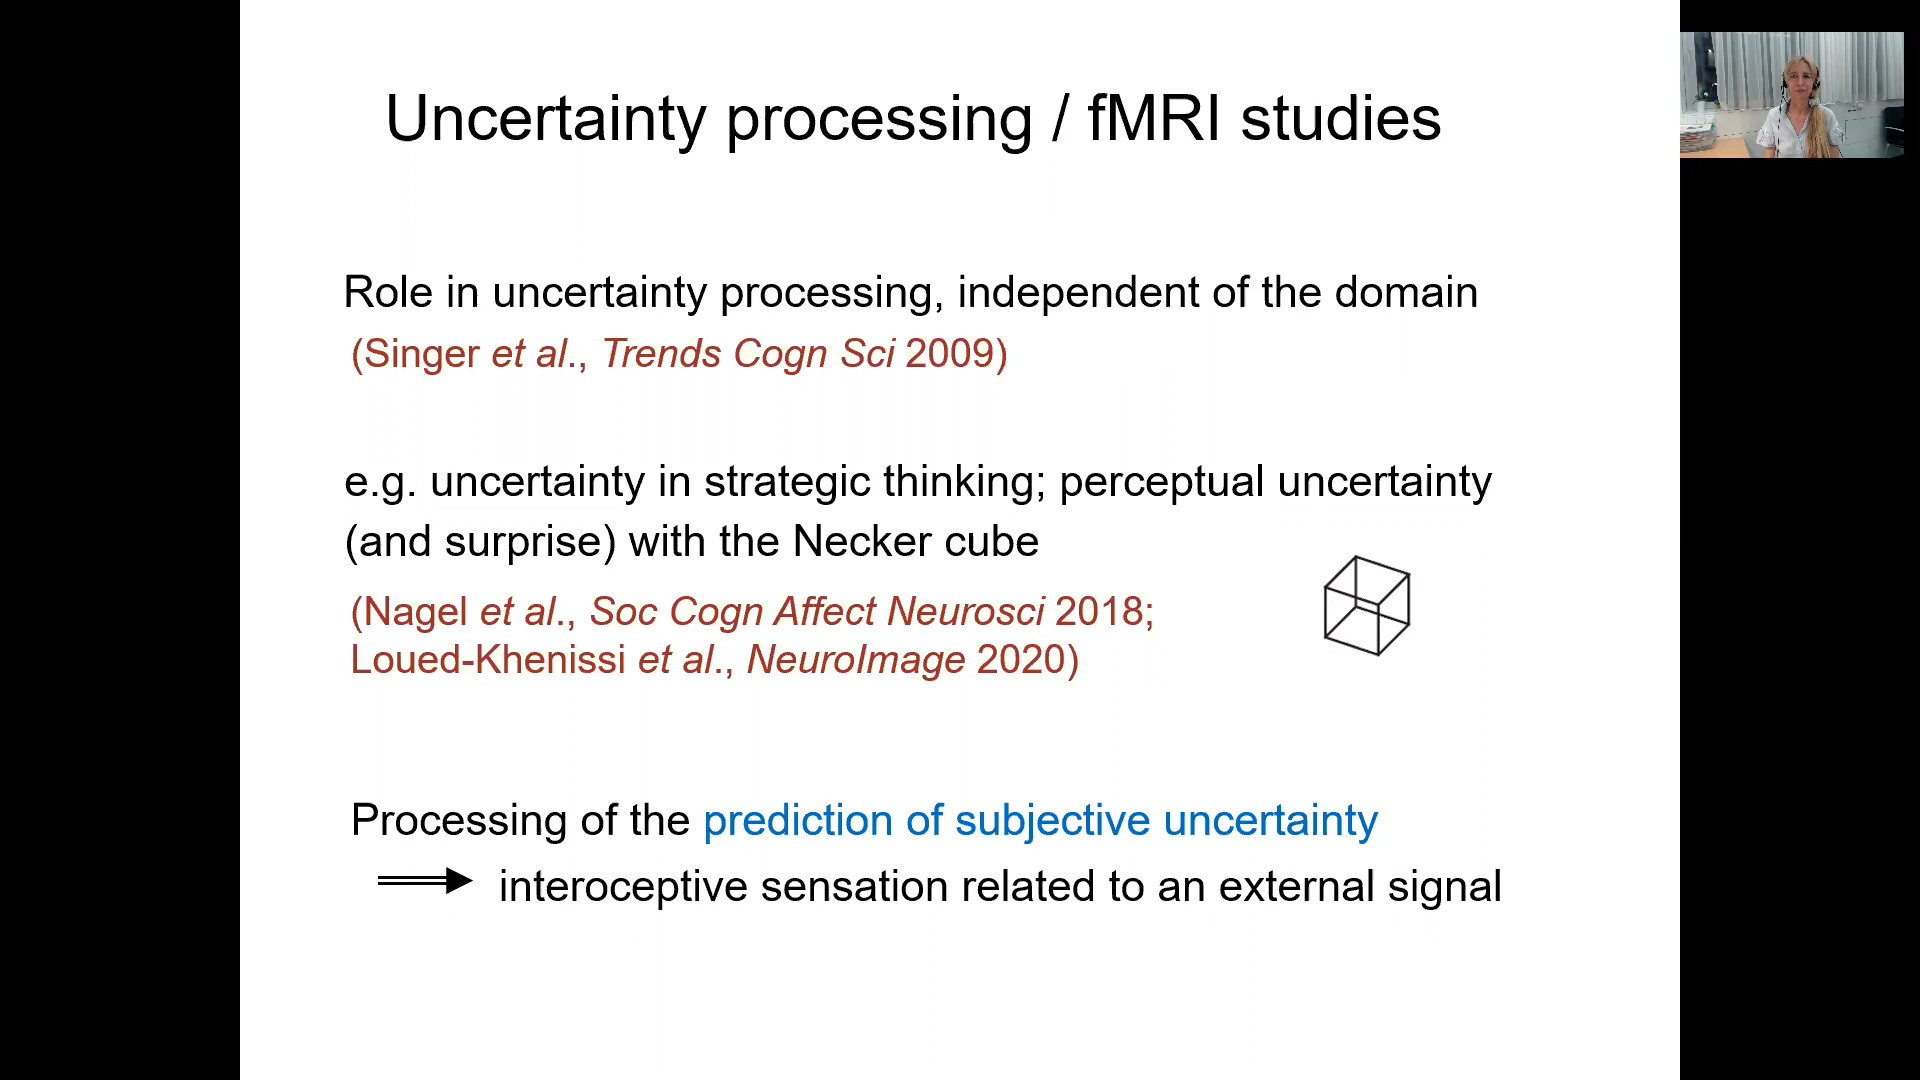 Uncertainty processing / fMRI studies
Role in uncertainty processing, independent of the domain
(Singer et al., Trends Cogn Sci 2009)
e.g. uncertainty in strategic thinking; perceptual uncertainty
(and surprise) with the Necker cube
(Nagel et al., Soc Cogn Affect Neurosci 2018;
Loued-Khenissi et al., NeuroImage 2020)
Processing of the prediction of subjective uncertainty
interoceptive sensation related to an external signal